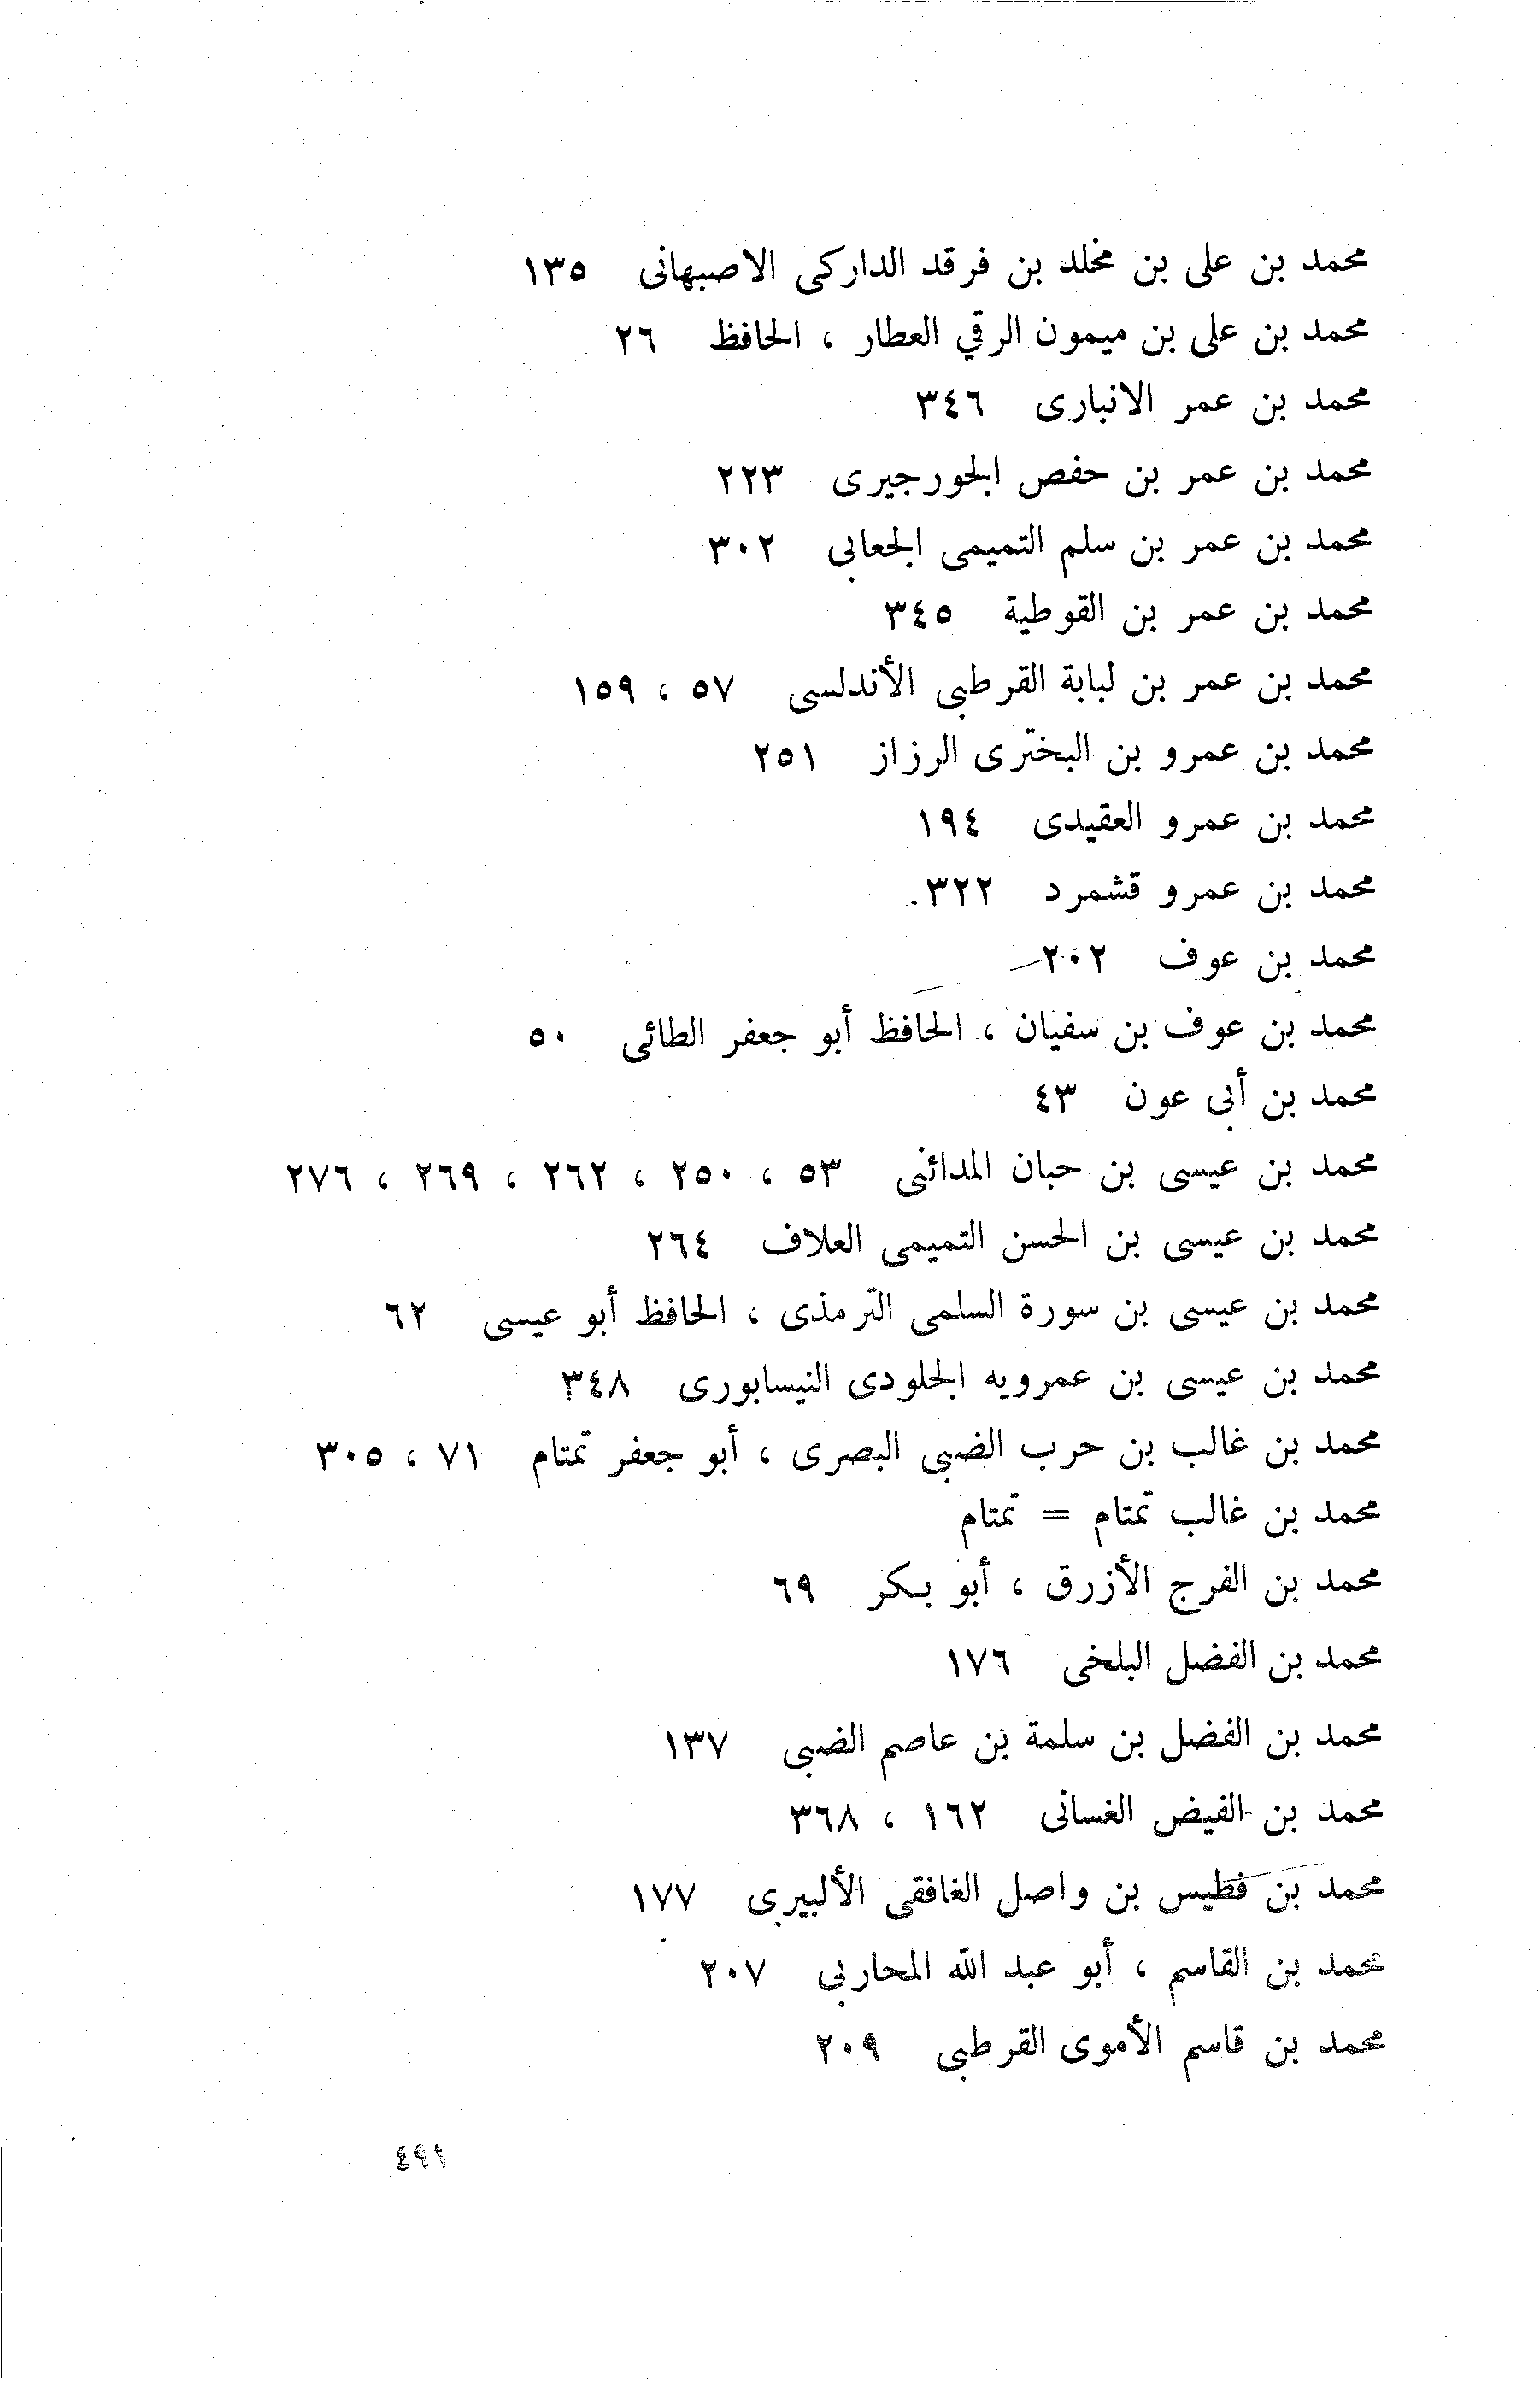 محمد بن على بن مخلد بن فرقد الداركى الاصبهانى ١٣٥
محمد بن على بن ميمون الرقي العطار ، الحافظ ٢٦
محمد بن عمر الانبارى ٣٤٦
محمد بن عمر بن حفص الجورجيرى ٢٢٣
محمد بن عمر بن سلم التميمى الجعابى ٣٠٢
محمد بن عمر بن القوطية ٣٤٥
محمد بن عمر بن لبابة القرطبى الأندلسى ٥٧ ، ١٥٩
محمد بن عمرو بن البخترى الرزاز ٢٥١
محمد بن عمرو العقيدى ١٩٤
محمد بن عمرو قشمرد ٣٢٢
محمد بن عوف ٢٠٢
محمد بن عوف بن سفيان ، الحافظ أبو جعفر الطائى ٥٠
محمد بن أبى عون ٤٣
محمد بن عيسى بن حبان المدائنى ٥٣ ، ٢٥٠ ، ٢٦٢ ، ٢٦٩ ، ٢٧٦
محمد بن عيسى بن الحسن التميمى العلاف ٢٦٤
محمد بن عيسى بن سورة السلمى الترمذى ، الحافظ أبو عيسى ٦٢
محمد بن عيسى بن عمرويه الجلودى النيسابورى ٣٤٨
محمد بن غالب بن حرب الضبى البصرى ، أبو جعفر تمتام ٧١ ، ٣٠٥
محمد بن غالب تمتام = تمتام
محمد بن الفرج الأزرق ، أبو بكر ٦٩
محمد بن الفضل البلخى ١٧٦
محمد بن الفضل بن سلمة بن عاصم الضبى ١٣٧
محمد بن الفيض الغسانى ١٦٢ ، ٣٦٨
محمد بن فطيس بن واصل الغافقى الألبيرى ١٧٧
محمد بن القاسم ، أبو عبد الله المحاربى ٢٠٧
محمد بن قاسم الأموى القرطبى ٢٠٩